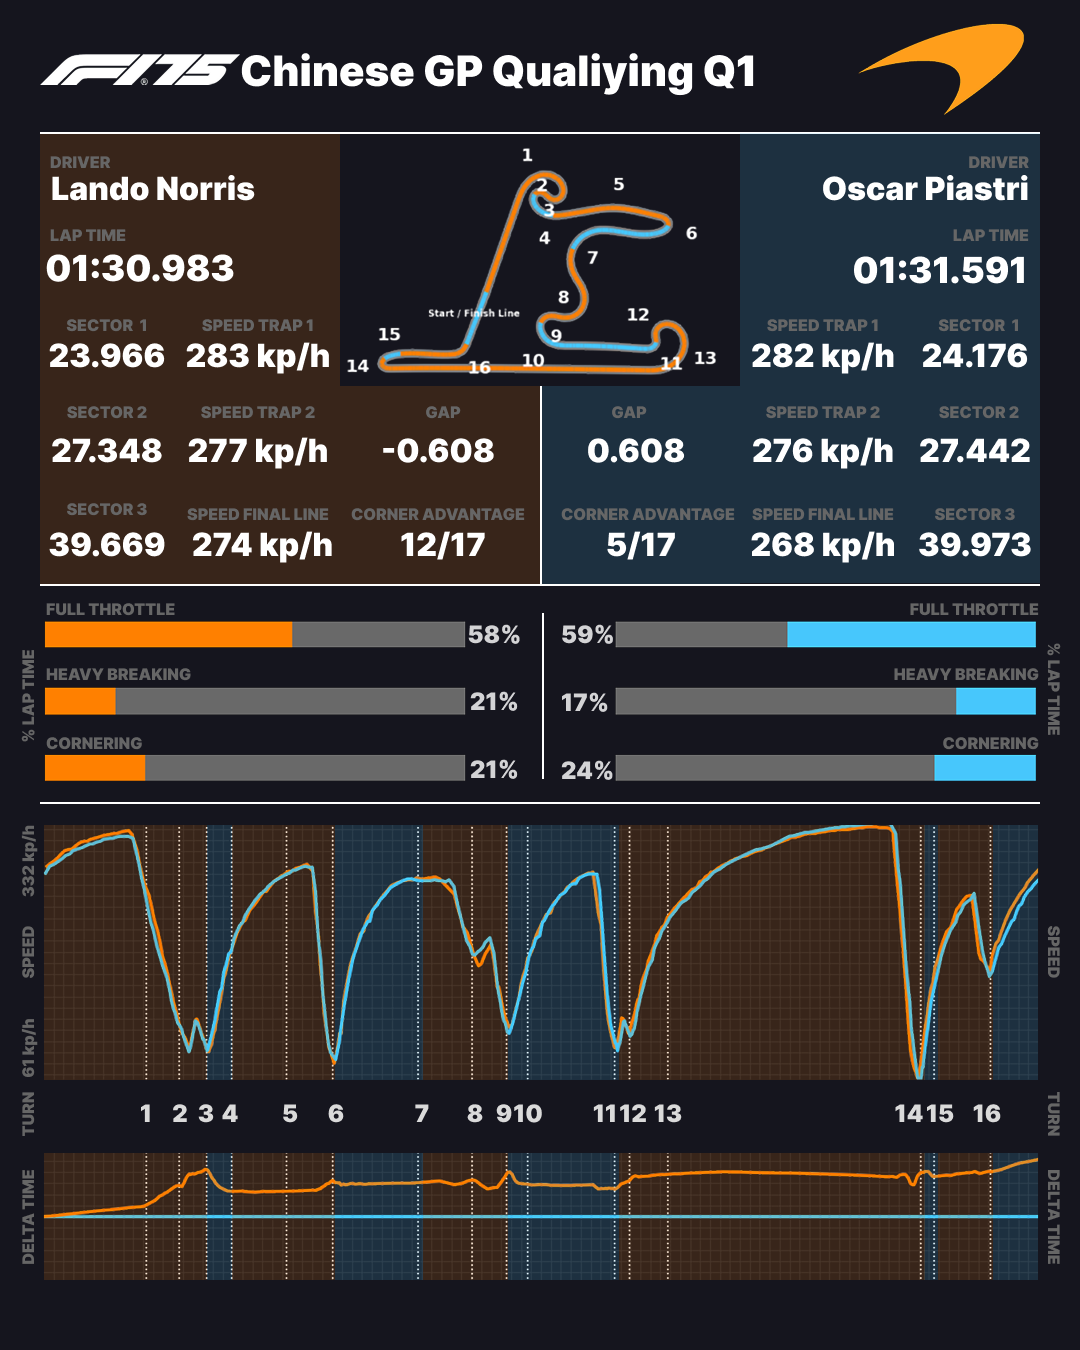 F1® 75 Chinese GP Qualiying Q1
DRIVER
Lando Norris
LAP TIME
01:30.983
SECTOR 1 SPEED TRAP 1
23.966 283 kp/h
SECTOR 2 SPEED TRAP 2 GAP
27.348 277 kp/h -0.608
SECTOR 3 SPEED FINAL LINE CORNER ADVANTAGE
39.669 274 kp/h 12/17
1
2
3
4
5
6
7
8
9
10
11
12
13
14
15
16
Start / Finish Line
DRIVER
Oscar Piastri
LAP TIME
01:31.591
SPEED TRAP 1 SECTOR 1
282 kp/h 24.176
GAP SPEED TRAP 2 SECTOR 2
0.608 276 kp/h 27.442
CORNER ADVANTAGE SPEED FINAL LINE SECTOR 3
5/17 268 kp/h 39.973
% LAP TIME
FULL THROTTLE
58%
HEAVY BREAKING
21%
CORNERING
21%
FULL THROTTLE
59%
HEAVY BREAKING
17%
CORNERING
24%
% LAP TIME
332 kp/h
SPEED
61 kp/h
SPEED
TURN
1 2 3 4 5 6 7 8 9 10 11 12 13 14 15 16
TURN
DELTA TIME
DELTA TIME